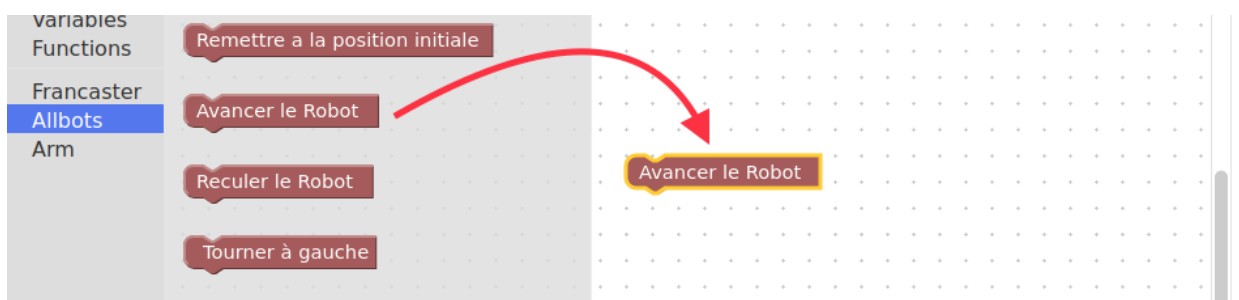 Variables
Functions
Francaster
Allbots
Arm
Remettre a la position initiale
Avancer le Robot
Reculer le Robot
Tourner à gauche
Avancer le Robot